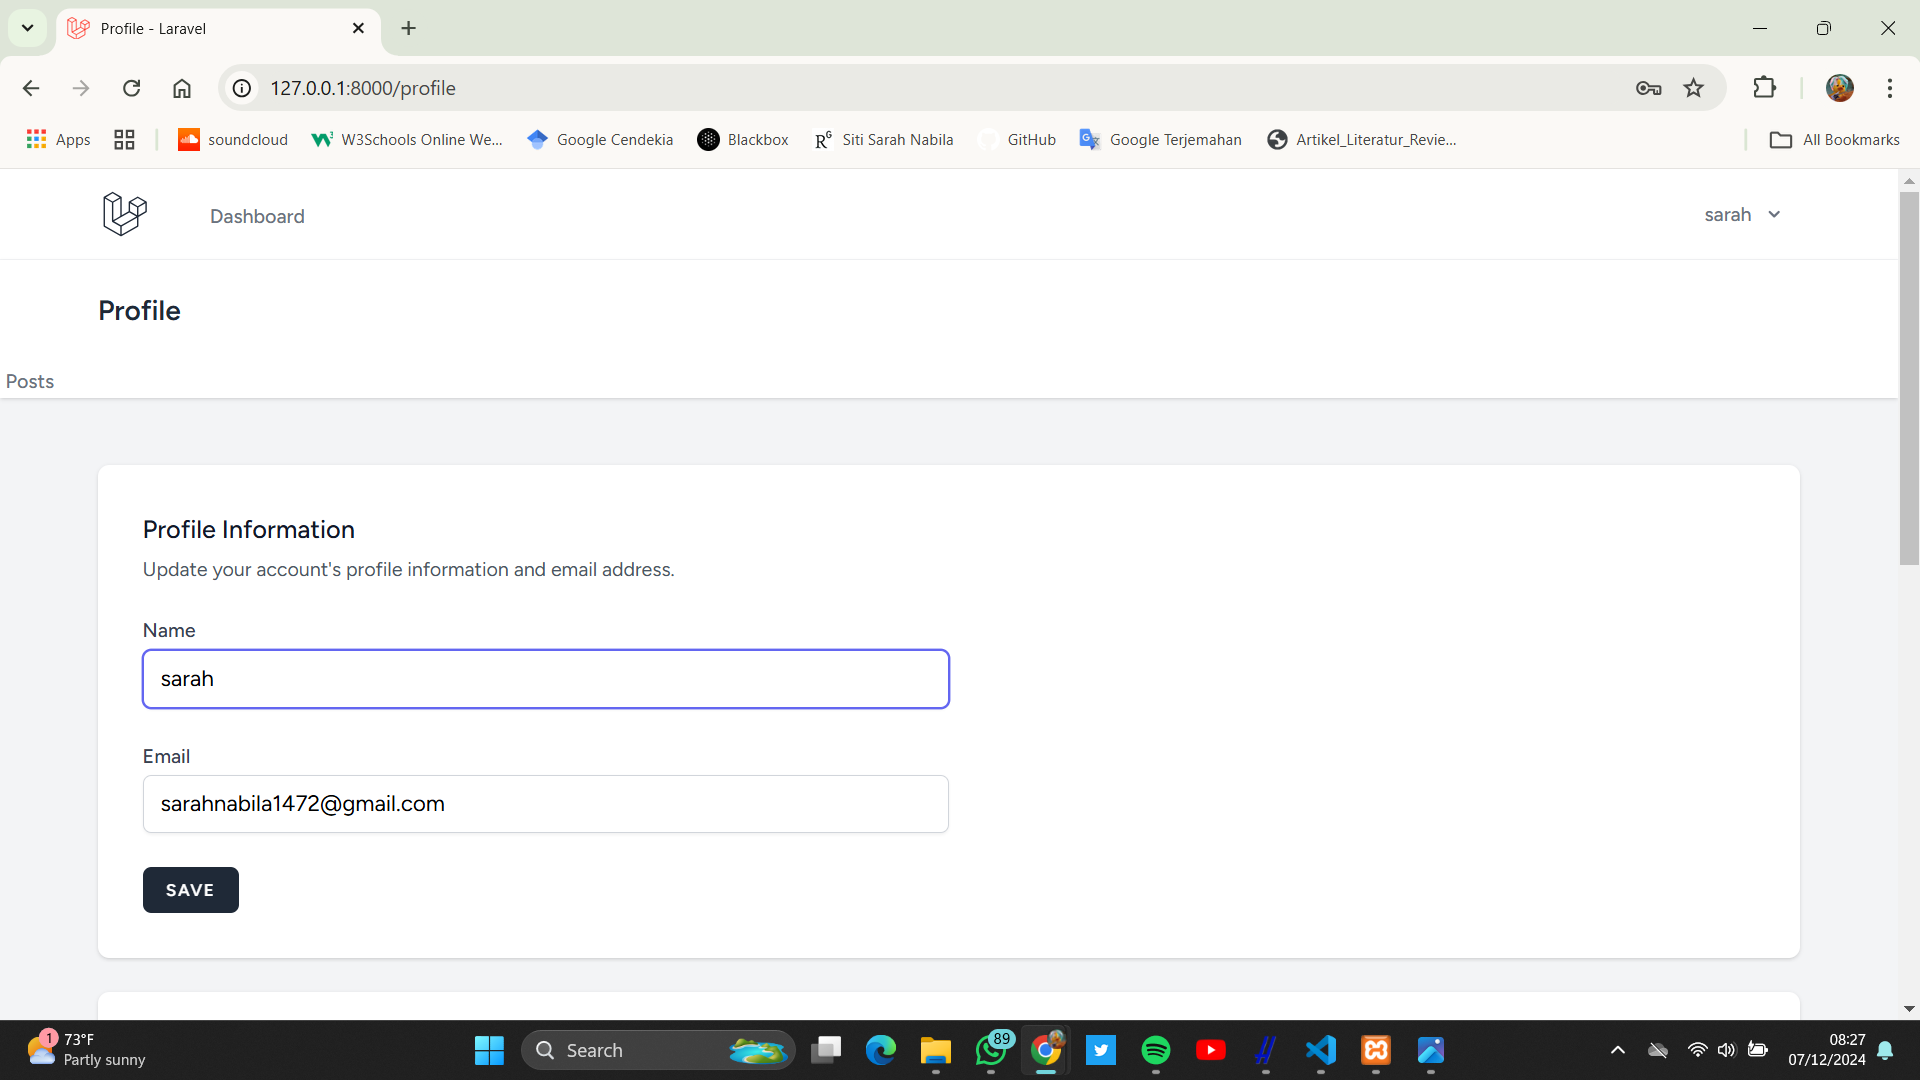 Profile - Laravel
127.0.0.1:8000/profile
Apps
soundcloud
W3Schools Online We...
Google Cendekia
Blackbox
RG Siti Sarah Nabila
GitHub
Google Terjemahan
Artikel_Literatur_Revie...
All Bookmarks
Dashboard
sarah
Profile
Posts
Profile Information
Update your account's profile information and email address.
Name
sarah
Email
sarahnabila1472@gmail.com
SAVE
1
73°F
Partly sunny
Search
89
08:27
07/12/2024